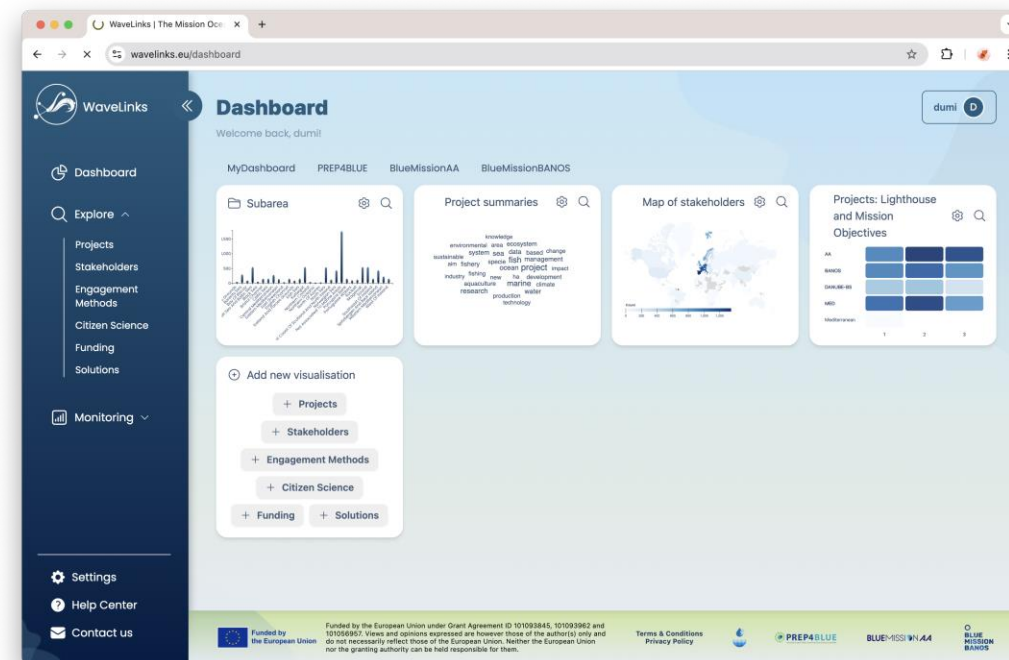 WaveLinks | The Mission Oce
wavelinks.eu/dashboard
WaveLinks
Dashboard
Explore
Projects
Stakeholders
Engagement
Methods
Citizen Science
Funding
Solutions
Monitoring
Settings
Help Center
Contact us
Dashboard
Welcome back, dumi!
dumi D
MyDashboard PREP4BLUE BlueMissionAA BlueMissionBANOS
Subarea
Project summaries
knowledge
environmental area ecosystem
sustainable system sea data based change
aim fishery specie fish management
ocean project impact
industry fishing new ha development
aquaculture marine climate
research water
production
technology
Map of stakeholders
Projects: Lighthouse
and Mission
Objectives
AA
BANOS
DANUBE-BS
MED
Mediterranean
1 2 3
Add new visualisation
+ Projects
+ Stakeholders
+ Engagement Methods
+ Citizen Science
+ Funding + Solutions
Funded by
the European Union
Funded by the European Union under Grant Agreement ID 101093845, 101093962 and
101056957. Views and opinions expressed are however those of the author(s) only and
do not necessarily reflect those of the European Union. Neither the European Union
nor the granting authority can be held responsible for them.
Terms & Conditions
Privacy Policy
PREP4BLUE
BLUEMISSION AA
BLUE
MISSION
BANOS